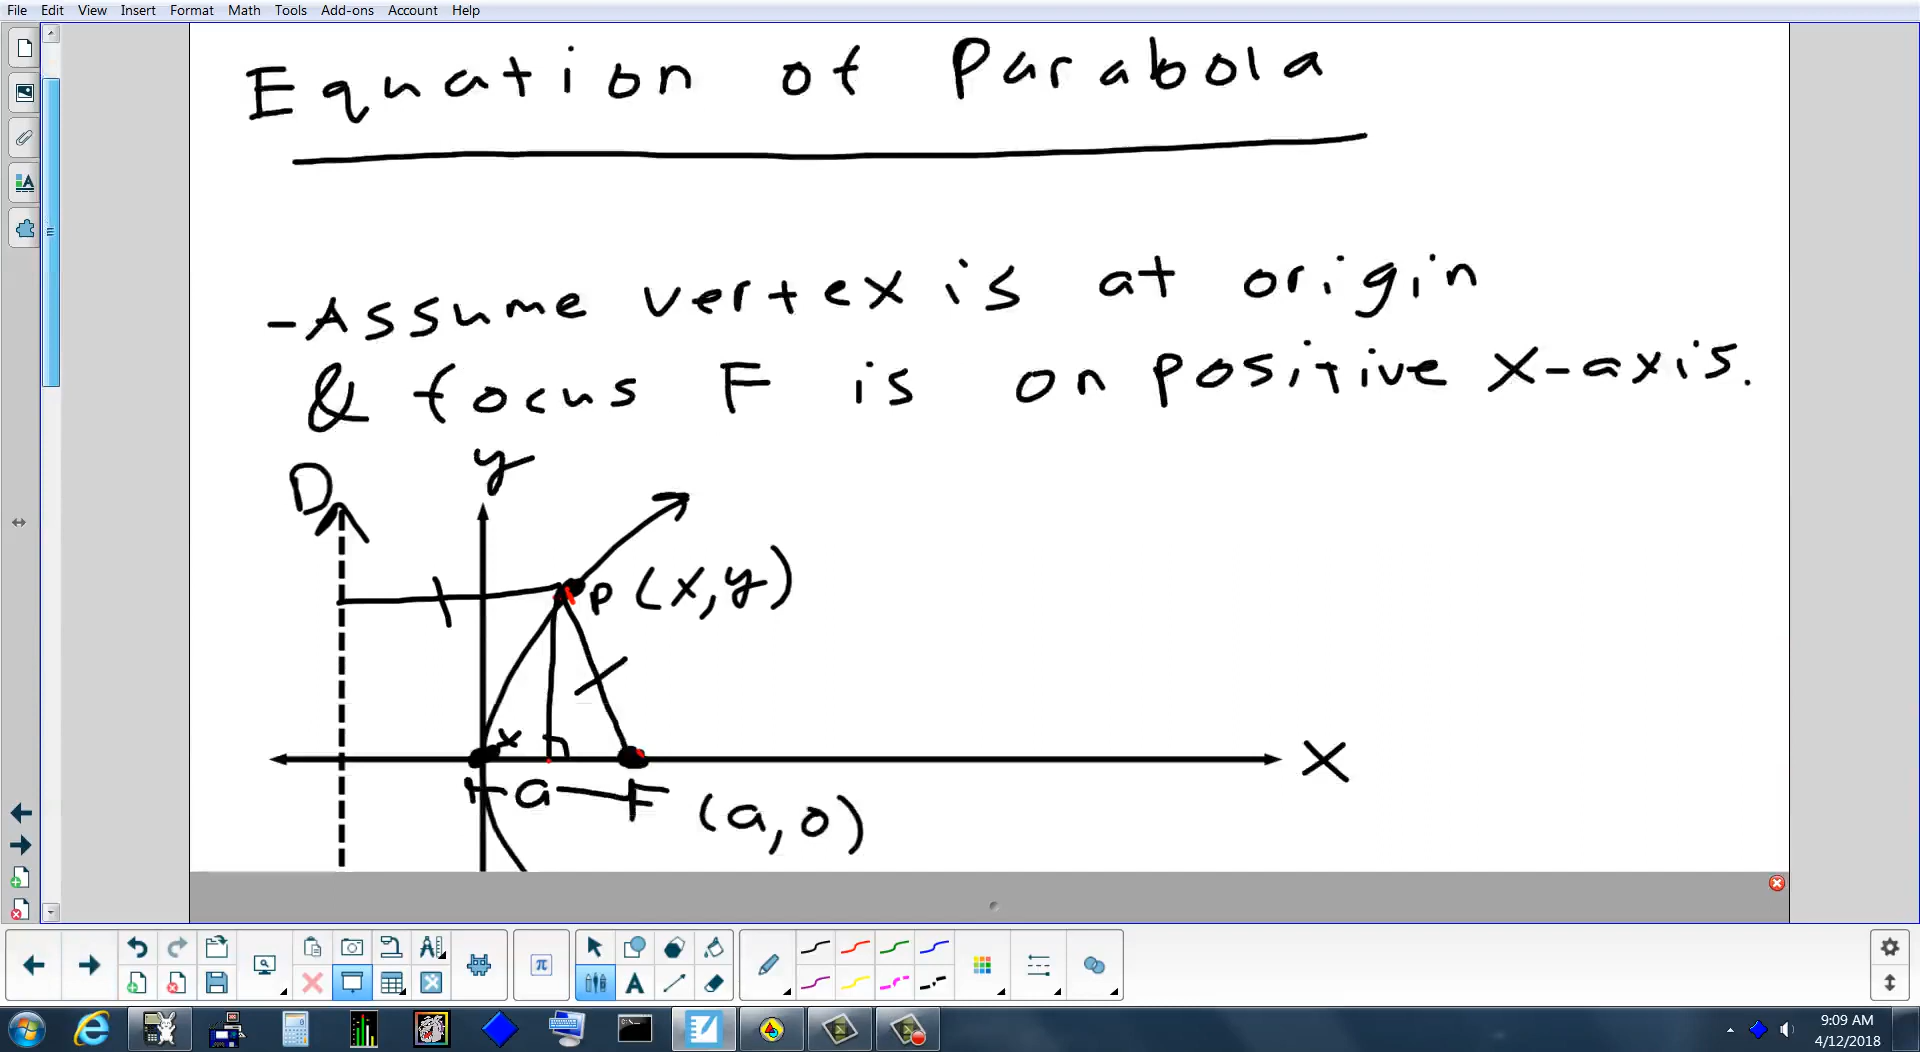 File Edit View Insert Format Math Tools Add-ons Account Help
Equation of Parabola
-Assume vertex is at origin
& focus F is on positive x-axis.
D
y
P (x,y)
x
X
a F (a,0)
π
A
9:09 AM
4/12/2018